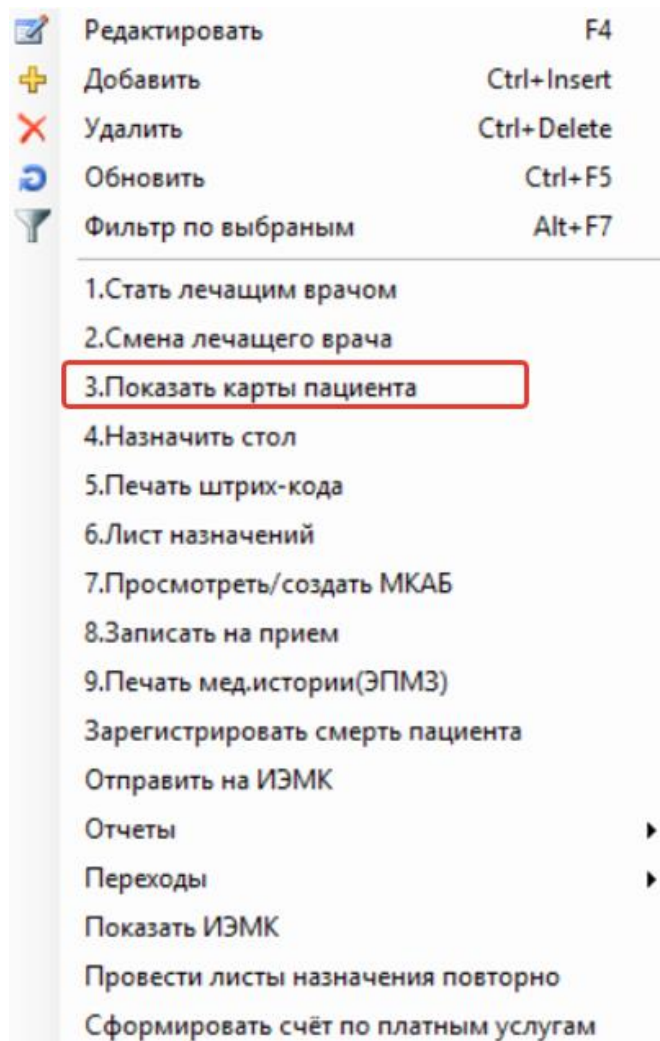 Редактировать F4
Добавить Ctrl+Insert
Удалить Ctrl+Delete
Обновить Ctrl+F5
Фильтр по выбраным Alt+F7
1.Стать лечащим врачом
2.Смена лечащего врача
3.Показать карты пациента
4.Назначить стол
5.Печать штрих-кода
6.Лист назначений
7.Просмотреть/создать МКАБ
8.Записать на прием
9.Печать мед.истории(ЭПМЗ)
Зарегистрировать смерть пациента
Отправить на ИЭМК
Отчеты
Переходы
Показать ИЭМК
Провести листы назначения повторно
Сформировать счёт по платным услугам